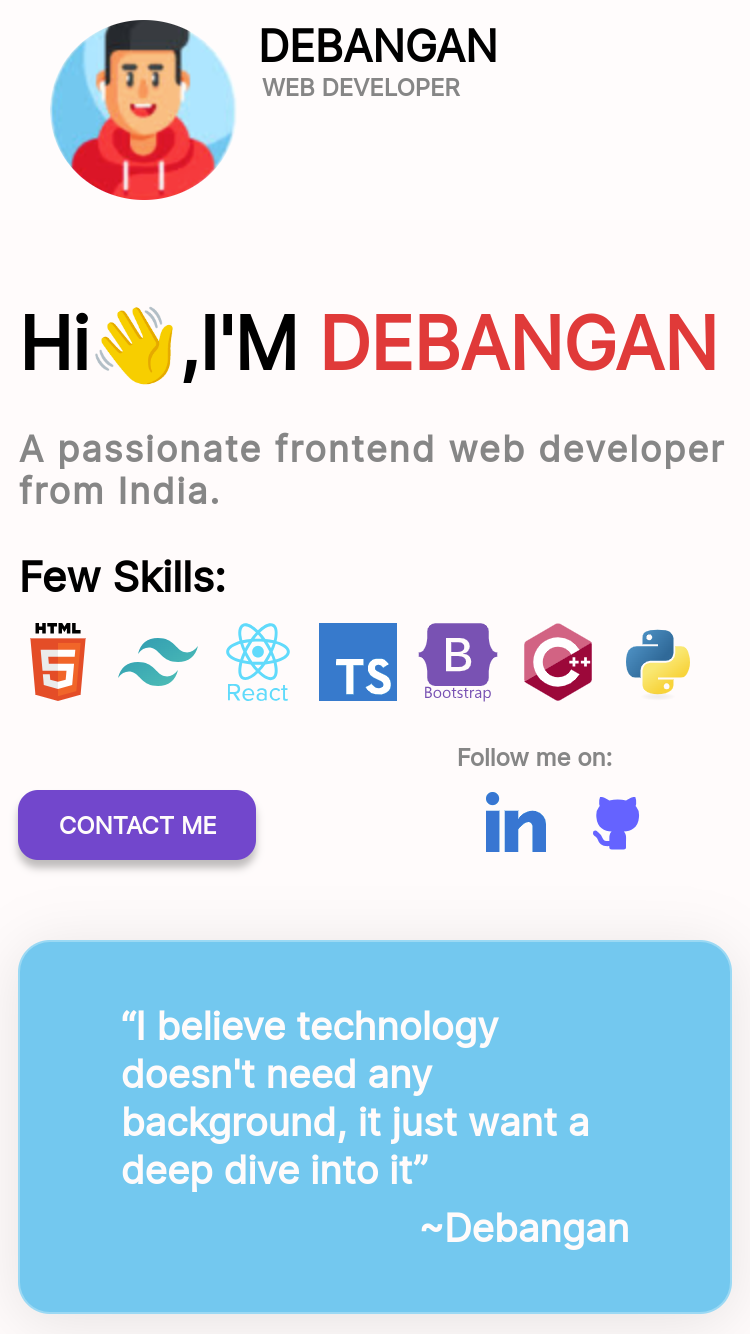 DEBANGAN
WEB DEVELOPER
Hi👋,I'M DEBANGAN
A passionate frontend web developer
from India.
Few Skills:
HTML
5
React
TS
B
Bootstrap
C++
Follow me on:
CONTACT ME
in
“I believe technology
doesn't need any
background, it just want a
deep dive into it”
~Debangan